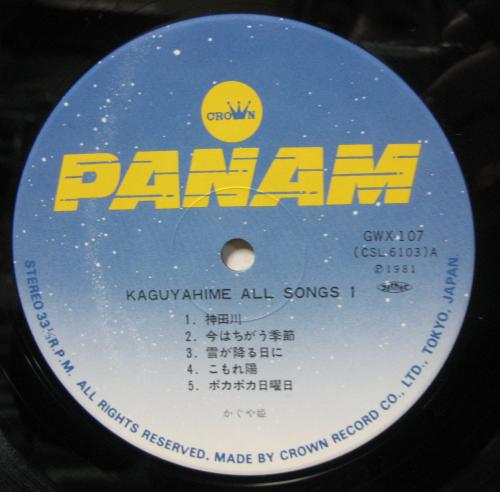 CROWN
PANAM
GWX 107
(CSL-6103)A
Ⓟ1981
KAGUYAHIME ALL SONGS 1
1. 神田川
2. 今はちがう季節
3. 雪が降る日に
4. こもれ陽
5. ポカポカ日曜日
かぐや姫
STEREO 33⅓R.P.M. ALL RIGHTS RESERVED. MADE BY CROWN RECORD CO., LTD., TOKYO, JAPAN.